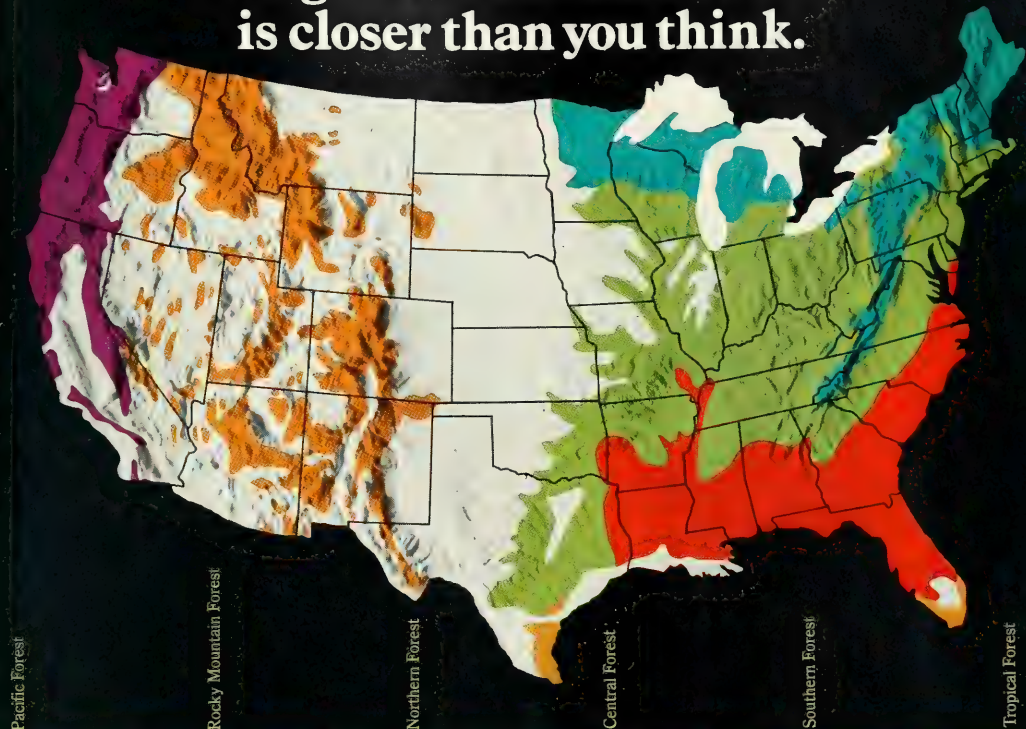 is closer than you think.
Pacific Forest
Rocky Mountain Forest
Northern Forest
Central Forest
Southern Forest
Tropical Forest